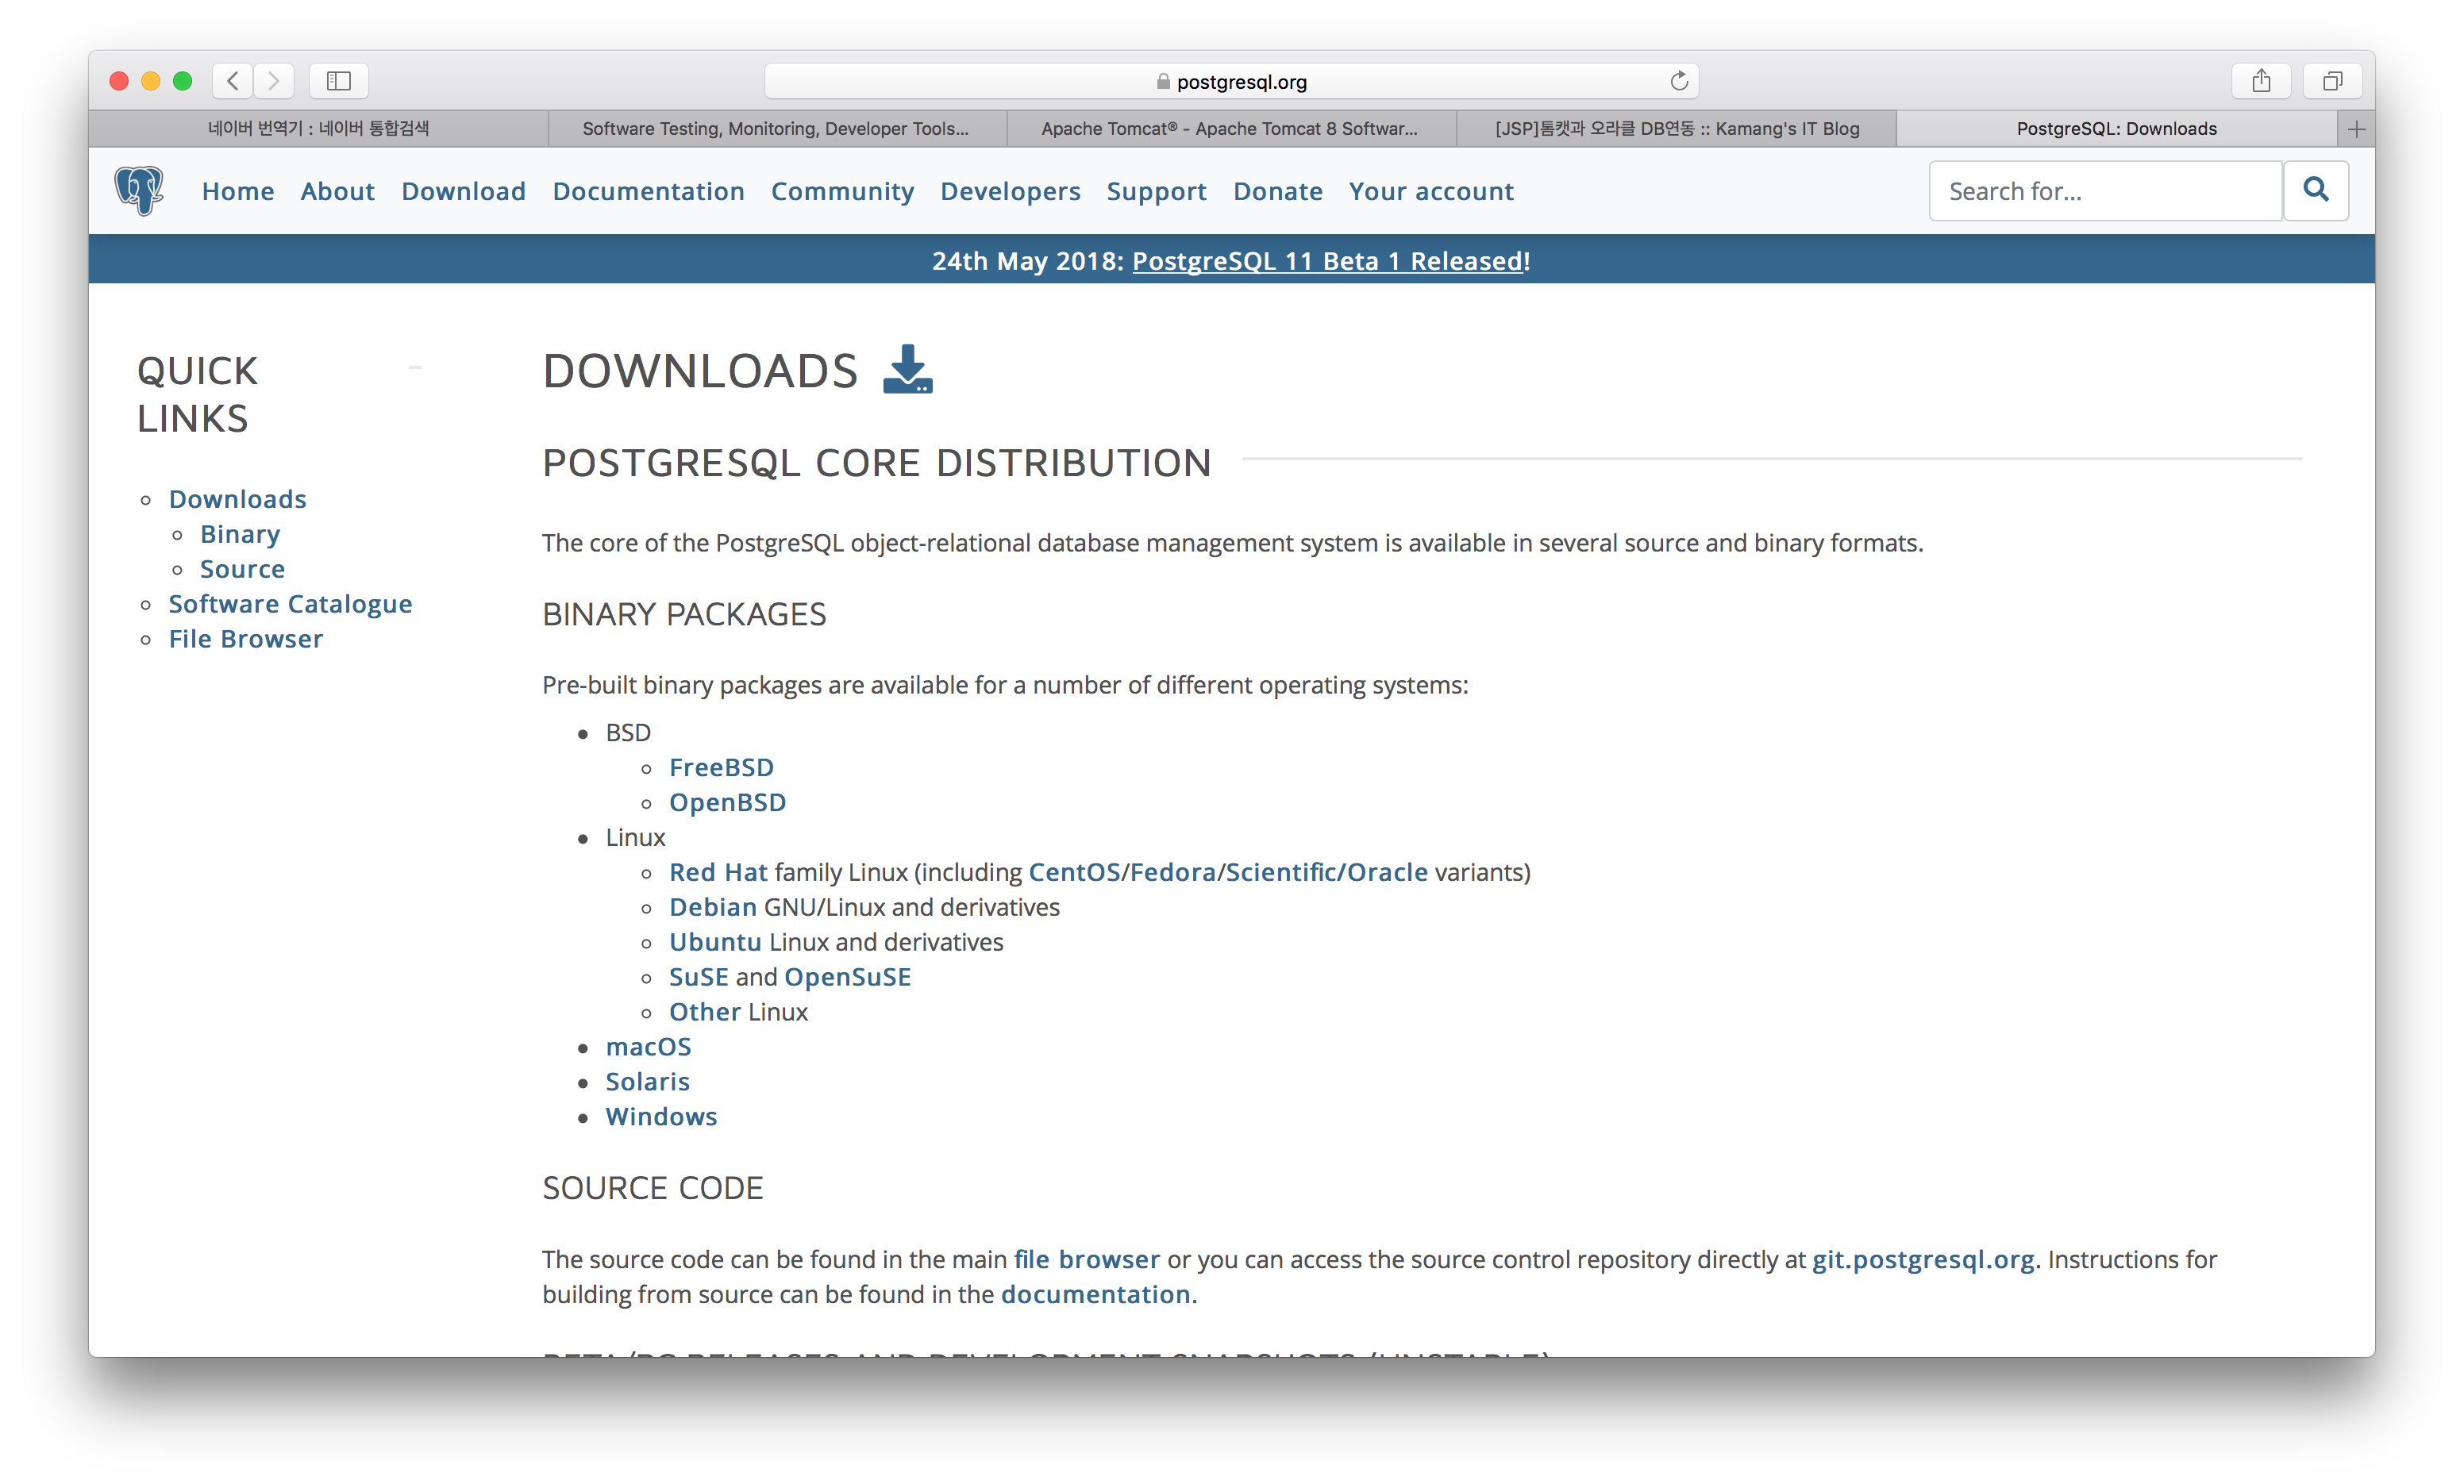 postgresql.org
네이버 번역기 : 네이버 통합검색
Software Testing, Monitoring, Developer Tools...
Apache Tomcat® - Apache Tomcat 8 Softwar...
[JSP]톰캣과 오라클 DB연동 :: Kamang's IT Blog
PostgreSQL: Downloads
Home About Download Documentation Community Developers Support Donate Your account
Search for...
24th May 2018: PostgreSQL 11 Beta 1 Released!
QUICK
LINKS
Downloads
Binary
Source
Software Catalogue
File Browser
DOWNLOADS
POSTGRESQL CORE DISTRIBUTION
The core of the PostgreSQL object-relational database management system is available in several source and binary formats.
BINARY PACKAGES
Pre-built binary packages are available for a number of different operating systems:
BSD
FreeBSD
OpenBSD
Linux
Red Hat family Linux (including CentOS/Fedora/Scientific/Oracle variants)
Debian GNU/Linux and derivatives
Ubuntu Linux and derivatives
SuSE and OpenSuSE
Other Linux
macOS
Solaris
Windows
SOURCE CODE
The source code can be found in the main file browser or you can access the source control repository directly at git.postgresql.org. Instructions for
building from source can be found in the documentation.
BETA/RC RELEASES AND DEVELOPMENT SNAPSHOTS (UNSTABLE)